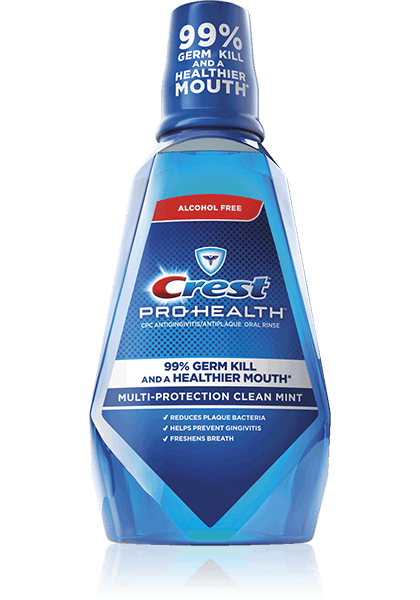 99%
GERM KILL
AND A
HEALTHIER
MOUTH*
ALCOHOL FREE
Crest
PRO-HEALTH™
CPC ANTIGINGIVITIS/ANTIPLAQUE ORAL RINSE
99% GERM KILL
AND A HEALTHIER MOUTH*
MULTI-PROTECTION CLEAN MINT
✓ REDUCES PLAQUE BACTERIA
✓ HELPS PREVENT GINGIVITIS
✓ FRESHENS BREATH